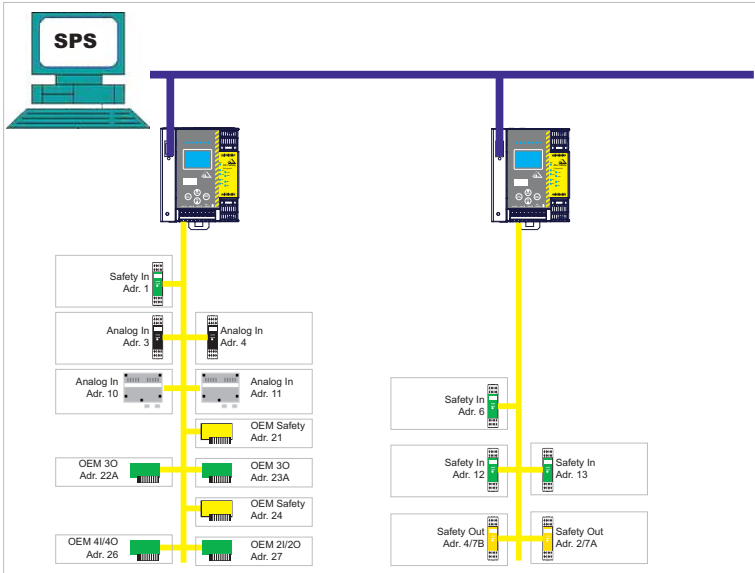 SPS
Safety In
Adr. 1
Analog In
Adr. 3
Analog In
Adr. 4
Analog In
Adr. 10
Analog In
Adr. 11
OEM Safety
Adr. 21
OEM 3O
Adr. 22A
OEM 3O
Adr. 23A
OEM Safety
Adr. 24
OEM 4I/4O
Adr. 26
OEM 2I/2O
Adr. 27
Safety In
Adr. 6
Safety In
Adr. 12
Safety In
Adr. 13
Safety Out
Adr. 4/7B
Safety Out
Adr. 2/7A